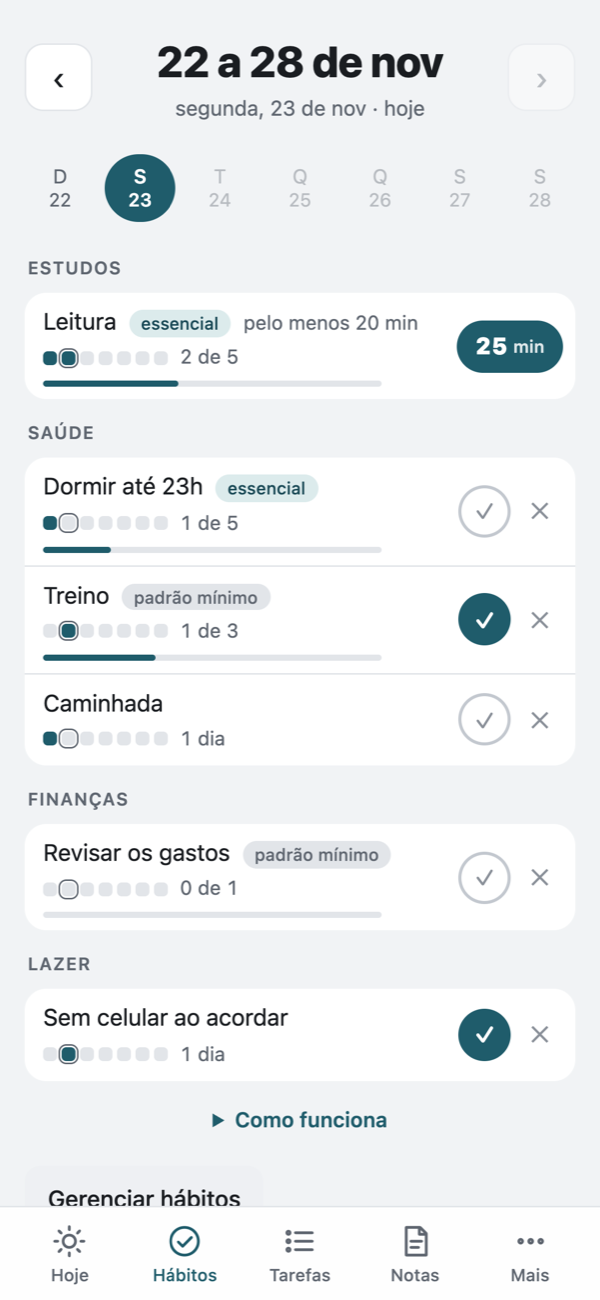 22 a 28 de nov
segunda, 23 de nov · hoje
D S T Q Q S S
22 23 24 25 26 27 28
ESTUDOS
Leitura essencial pelo menos 20 min
2 de 5
25 min
SAÚDE
Dormir até 23h essencial
1 de 5
Treino padrão mínimo
1 de 3
Caminhada
1 dia
FINANÇAS
Revisar os gastos padrão mínimo
0 de 1
LAZER
Sem celular ao acordar
1 dia
Como funciona
Gerenciar hábitos
Hoje Hábitos Tarefas Notas Mais